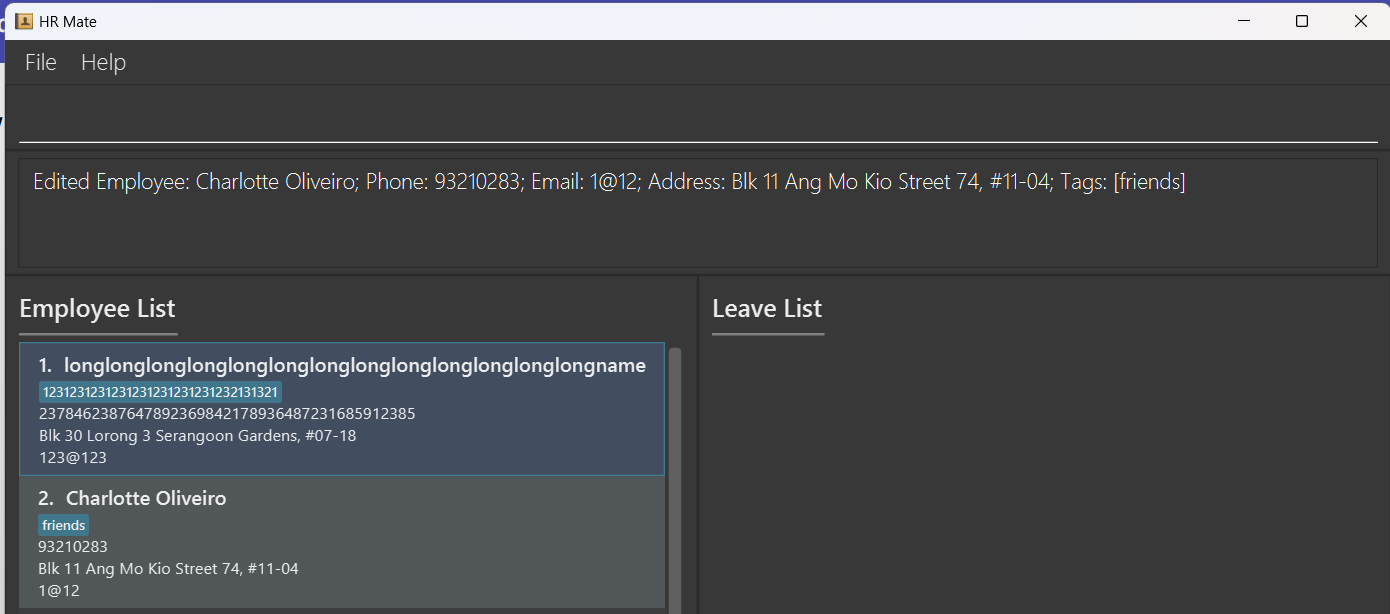 HR Mate
File Help
Edited Employee: Charlotte Oliveiro; Phone: 93210283; Email: 1@12; Address: Blk 11 Ang Mo Kio Street 74, #11-04; Tags: [friends]
Employee List
1. longlonglonglonglonglonglonglonglonglonglonglonglongname
1231231231231231231231231232131321
2378462387647892369842178936487231685912385
Blk 30 Lorong 3 Serangoon Gardens, #07-18
123@123
2. Charlotte Oliveiro
friends
93210283
Blk 11 Ang Mo Kio Street 74, #11-04
1@12
Leave List